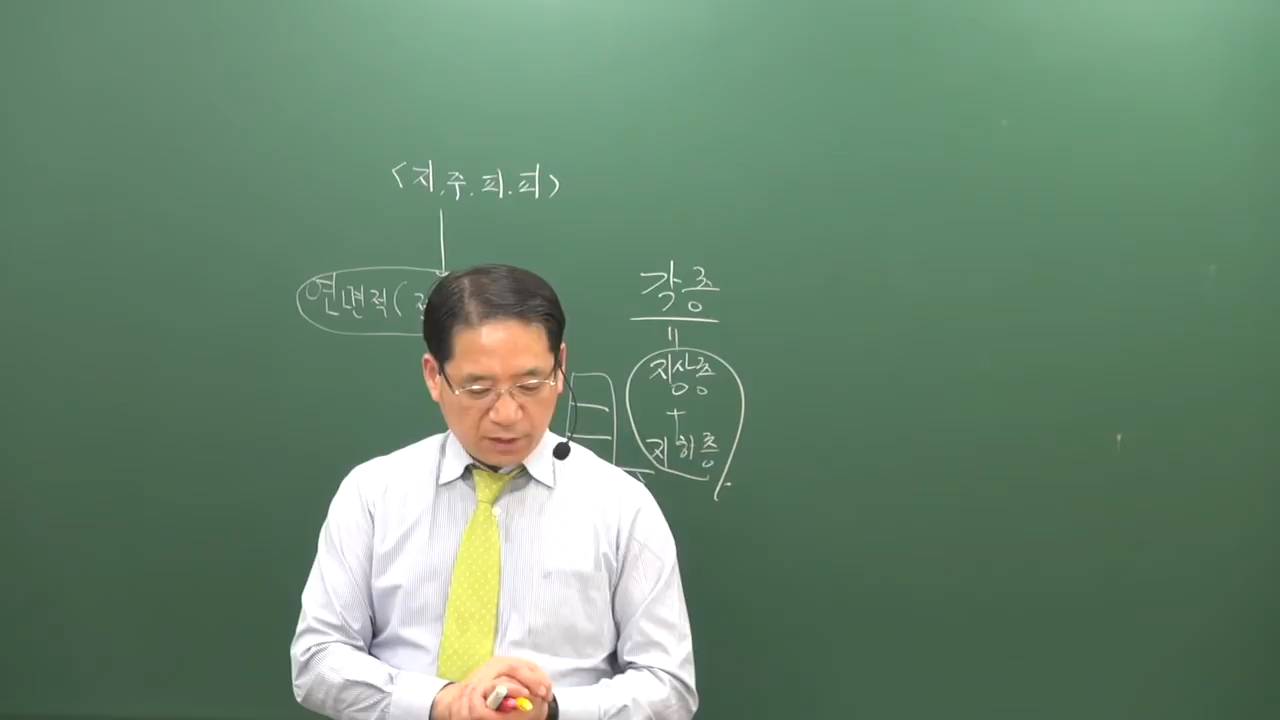 <지.주.피.피>
연면적(
각층
지상층
+
지하층